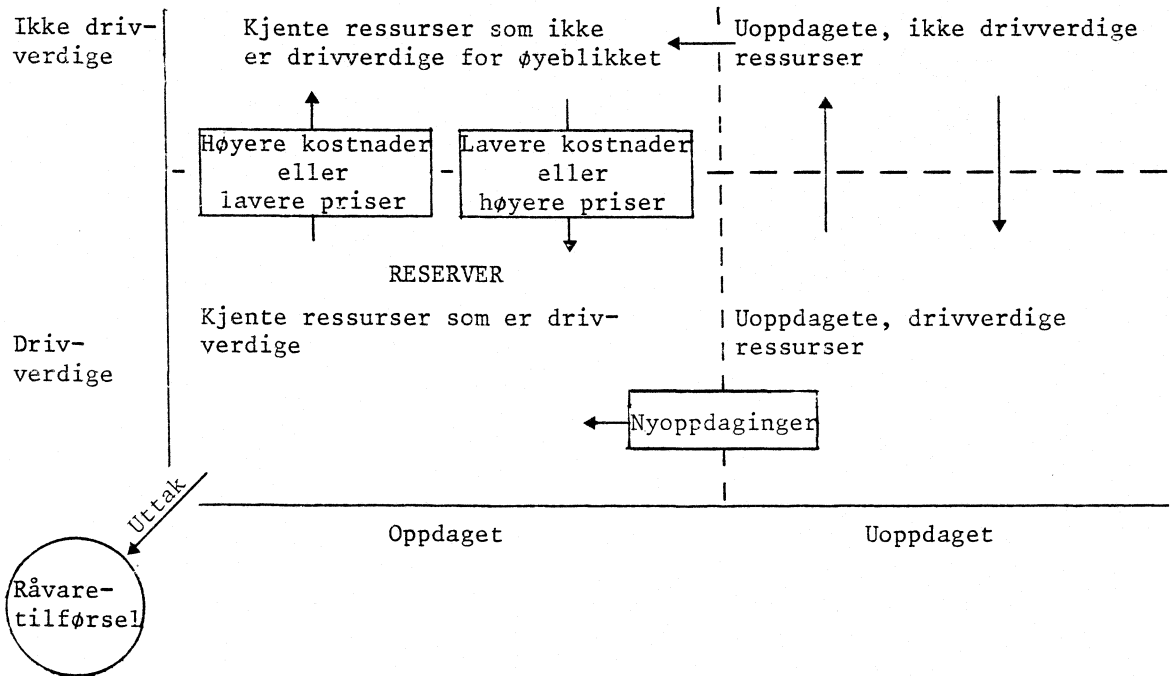 Ikke driv-
verdige
Kjente ressurser som ikke
er drivverdige for øyeblikket
Uoppdagete, ikke drivverdige
ressurser
Høyere kostnader
eller
lavere priser
Lavere kostnader
eller
høyere priser
RESERVER
Kjente ressurser som er driv-
verdige
Uoppdagete, drivverdige
ressurser
Driv-
verdige
Nyoppdaginger
Uttak
Oppdaget
Uoppdaget
Råvare-
tilførsel